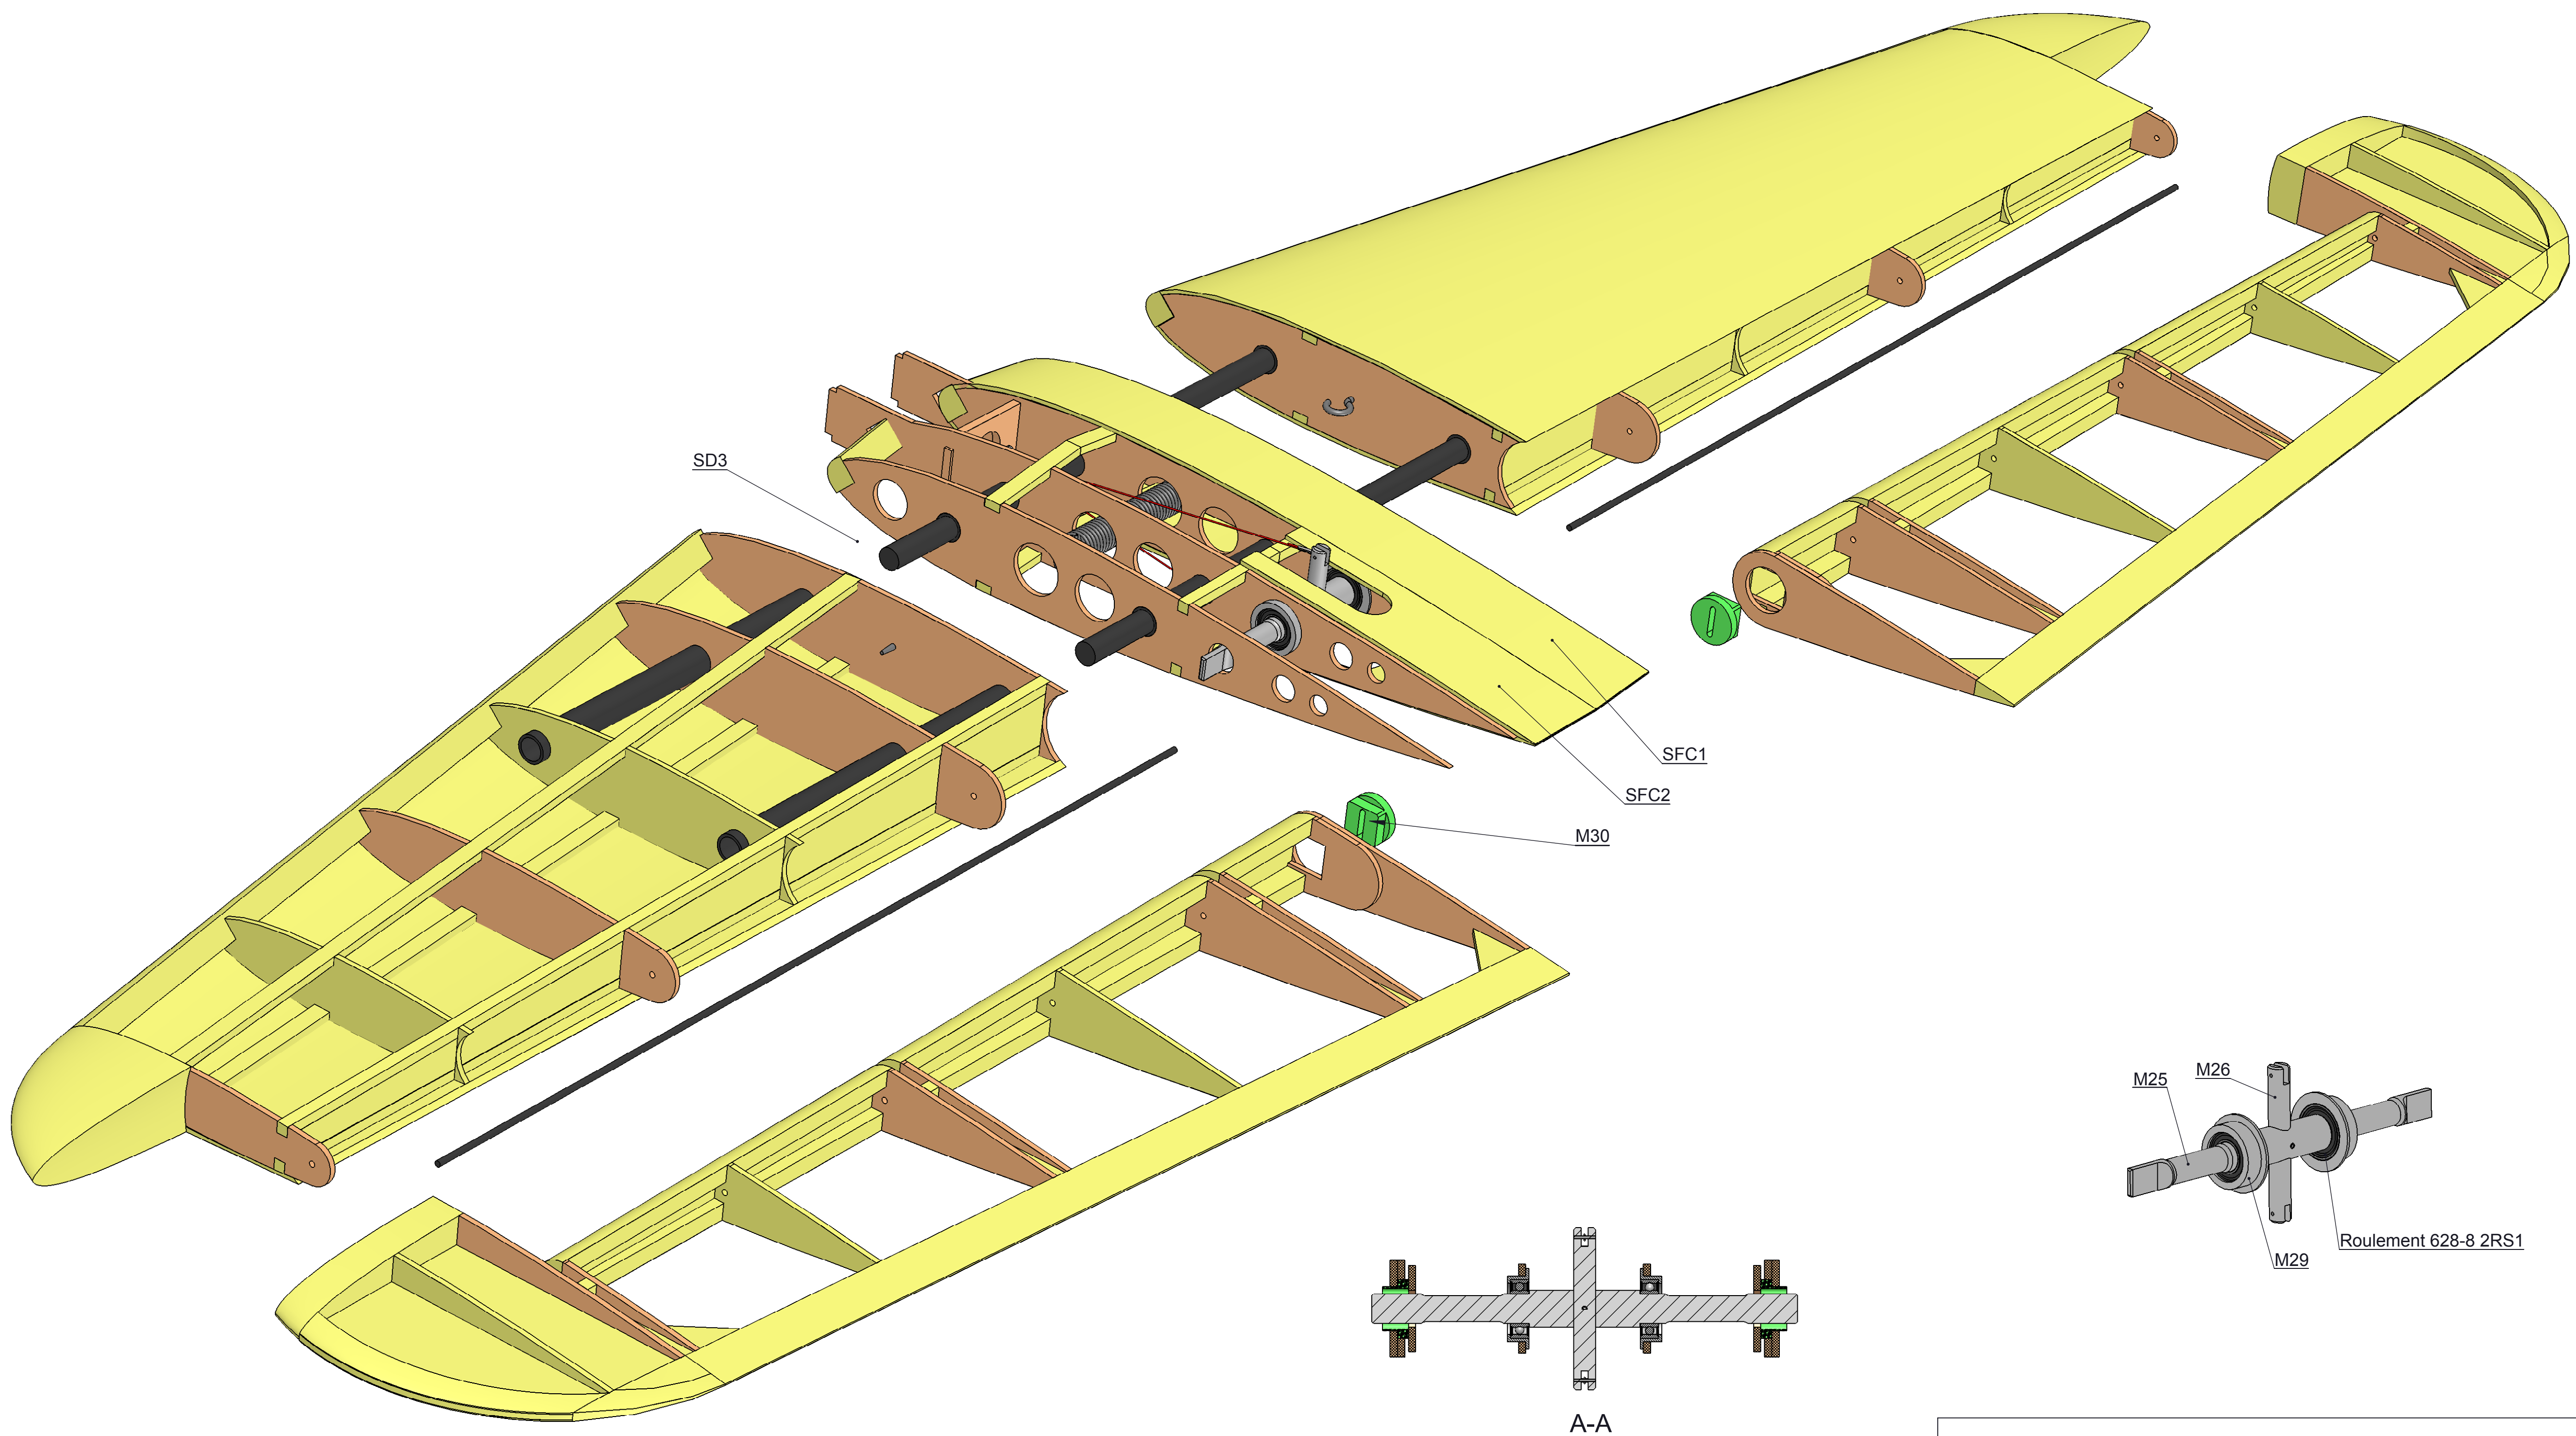 SD3
SFC1
SFC2
M30
M26
M25
Roulement 628-8 2RS1
M29
A-A